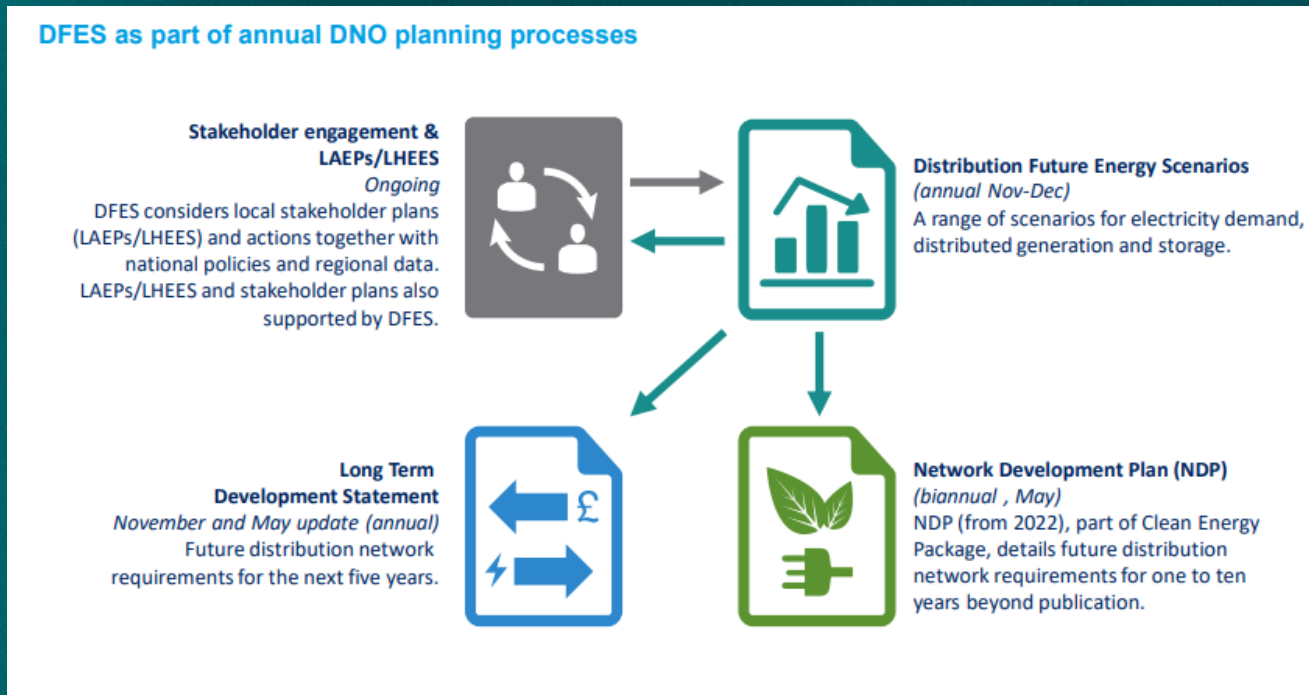 DFES as part of annual DNO planning processes
Stakeholder engagement &
LAEPs/LHEES
Ongoing
DFES considers local stakeholder plans
(LAEPs/LHEES) and actions together with
national policies and regional data.
LAEPs/LHEES and stakeholder plans also
supported by DFES.
Distribution Future Energy Scenarios
(annual Nov-Dec)
A range of scenarios for electricity demand,
distributed generation and storage.
Long Term
Development Statement
November and May update (annual)
Future distribution network
requirements for the next five years.
£
Network Development Plan (NDP)
(biannual , May)
NDP (from 2022), part of Clean Energy
Package, details future distribution
network requirements for one to ten
years beyond publication.